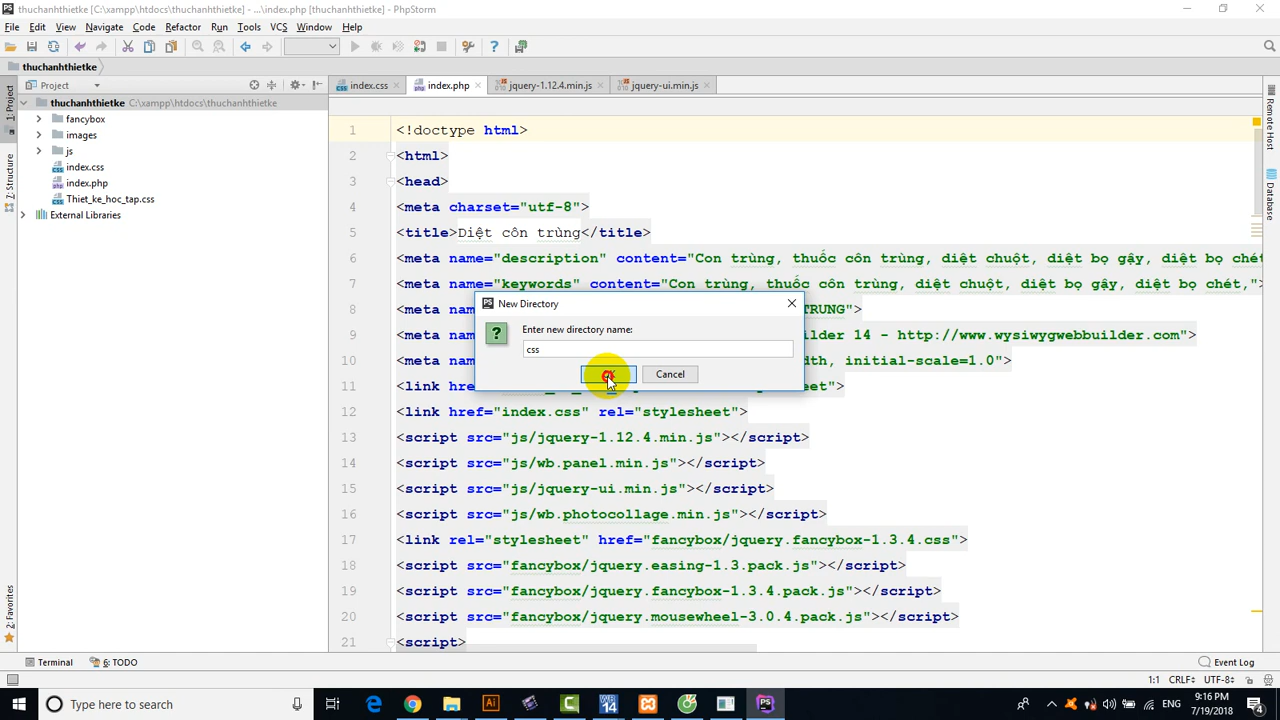 thuchanhthietke [C:\xampp\htdocs\thuchanhthietke] - ...\index.php [thuchanhthietke] - PhpStorm
File Edit View Navigate Code Refactor Run Tools VCS Window Help
thuchanhthietke
Project
index.css index.php jquery-1.12.4.min.js jquery-ui.min.js
1: Project
7: Structure
2: Favorites
thuchanhthietke C:\xampp\htdocs\thuchanhthietke
fancybox
images
js
index.css
index.php
Thiet_ke_hoc_tap.css
External Libraries
1 <!doctype html>
2 <html>
3 <head>
4 <meta charset="utf-8">
5 <title>Diệt côn trùng</title>
6 <meta name="description" content="Con trùng, thuốc côn trùng, diệt chuột, diệt bọ gậy, diệt bọ chét
7 <meta name="keywords" content="Con trùng, thuốc côn trùng, diệt chuột, diệt bọ gậy, diệt bọ chét,">
8 <meta nam TRUNG">
9 <meta nam ilder 14 - http://www.wysiwygwebbuilder.com">
10 <meta nam dth, initial-scale=1.0">
11 <link href= sheet">
12 <link href="index.css" rel="stylesheet">
13 <script src="js/jquery-1.12.4.min.js"></script>
14 <script src="js/wb.panel.min.js"></script>
15 <script src="js/jquery-ui.min.js"></script>
16 <script src="js/wb.photocollage.min.js"></script>
17 <link rel="stylesheet" href="fancybox/jquery.fancybox-1.3.4.css">
18 <script src="fancybox/jquery.easing-1.3.pack.js"></script>
19 <script src="fancybox/jquery.fancybox-1.3.4.pack.js"></script>
20 <script src="fancybox/jquery.mousewheel-3.0.4.pack.js"></script>
21 <script>
New Directory
Enter new directory name:
css
OK Cancel
Remote Host
Database
Terminal 6: TODO Event Log
1:1 CRLF UTF-8
Type here to search
ENG
9:16 PM
7/19/2018